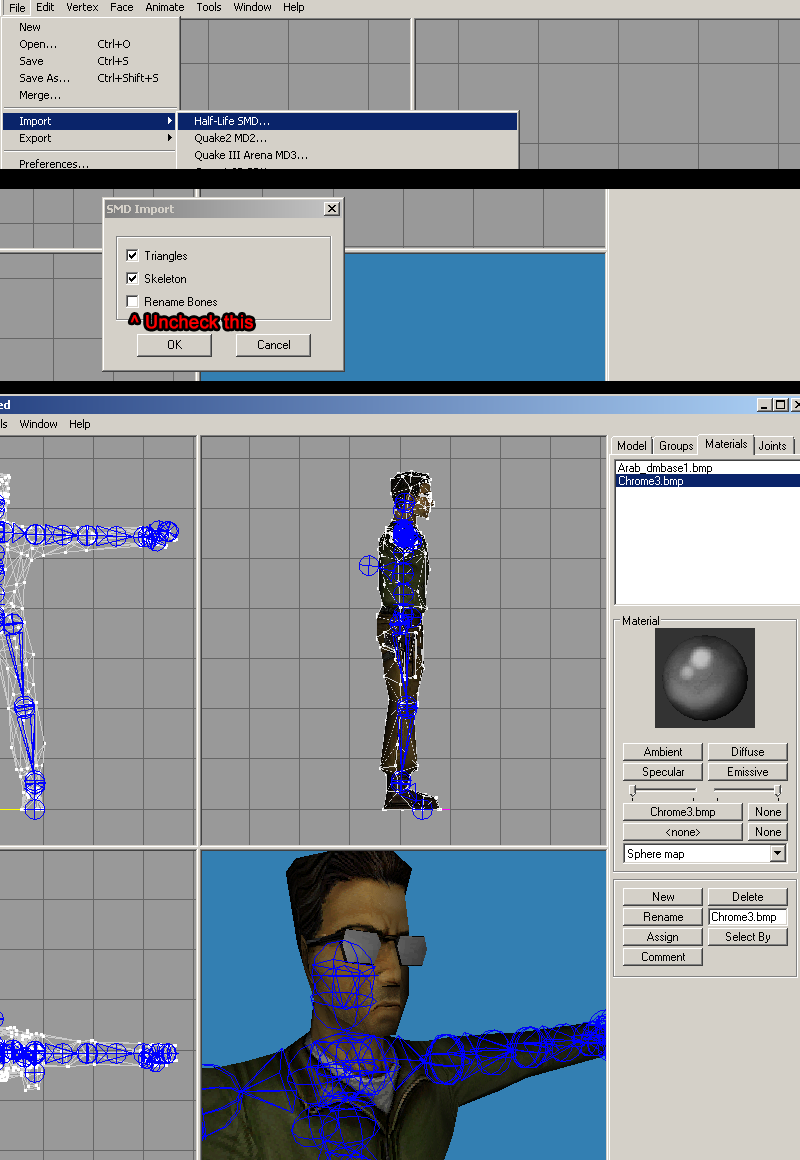 File Edit Vertex Face Animate Tools Window Help
New
Open... Ctrl+O
Save Ctrl+S
Save As... Ctrl+Shift+S
Merge...
Import Half-Life SMD...
Export Quake2 MD2...
Quake III Arena MD3...
Preferences...
SMD Import
Triangles
Skeleton
Rename Bones
^ Uncheck this
OK Cancel
ed
ls Window Help
Model Groups Materials Joints
Arab_dmbase1.bmp
Chrome3.bmp
Material
Ambient Diffuse
Specular Emissive
Chrome3.bmp None
<none> None
Sphere map
New Delete
Rename Chrome3.bmp
Assign Select By
Comment